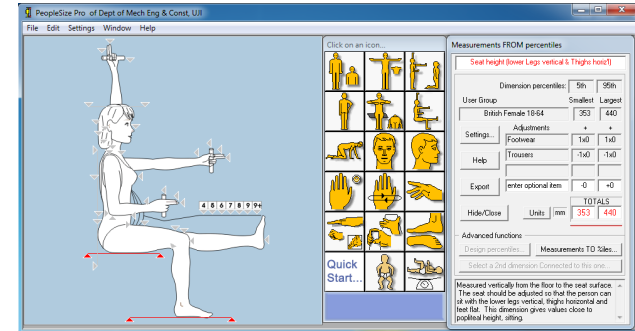 PeopleSize Pro of Dept of Mech Eng & Const, UJI
File Edit Settings Window Help
4 5 6 7 8 9 9+
Click on an icon...
Quick
Start...
Measurements FROM percentiles
Seat height (lower Legs vertical & Thighs horiz'l)
Dimension percentiles: 5th 95th
User Group Smallest Largest
British Female 18-64 353 440
Settings... Adjustments + +
Footwear 1x0 1x0
Help Trousers -1x0 -1x0
Export enter optional item -0 +0
TOTALS
Hide/Close Units mm 353 440
Advanced functions
Design percentiles... Measurements TO %iles...
Select a 2nd dimension Connected to this one...
Measured vertically from the floor to the seat surface.
The seat should be adjusted so that the person can
sit with the lower legs vertical, thighs horizontal and
feet flat. This dimension gives values close to
popliteal height, sitting.